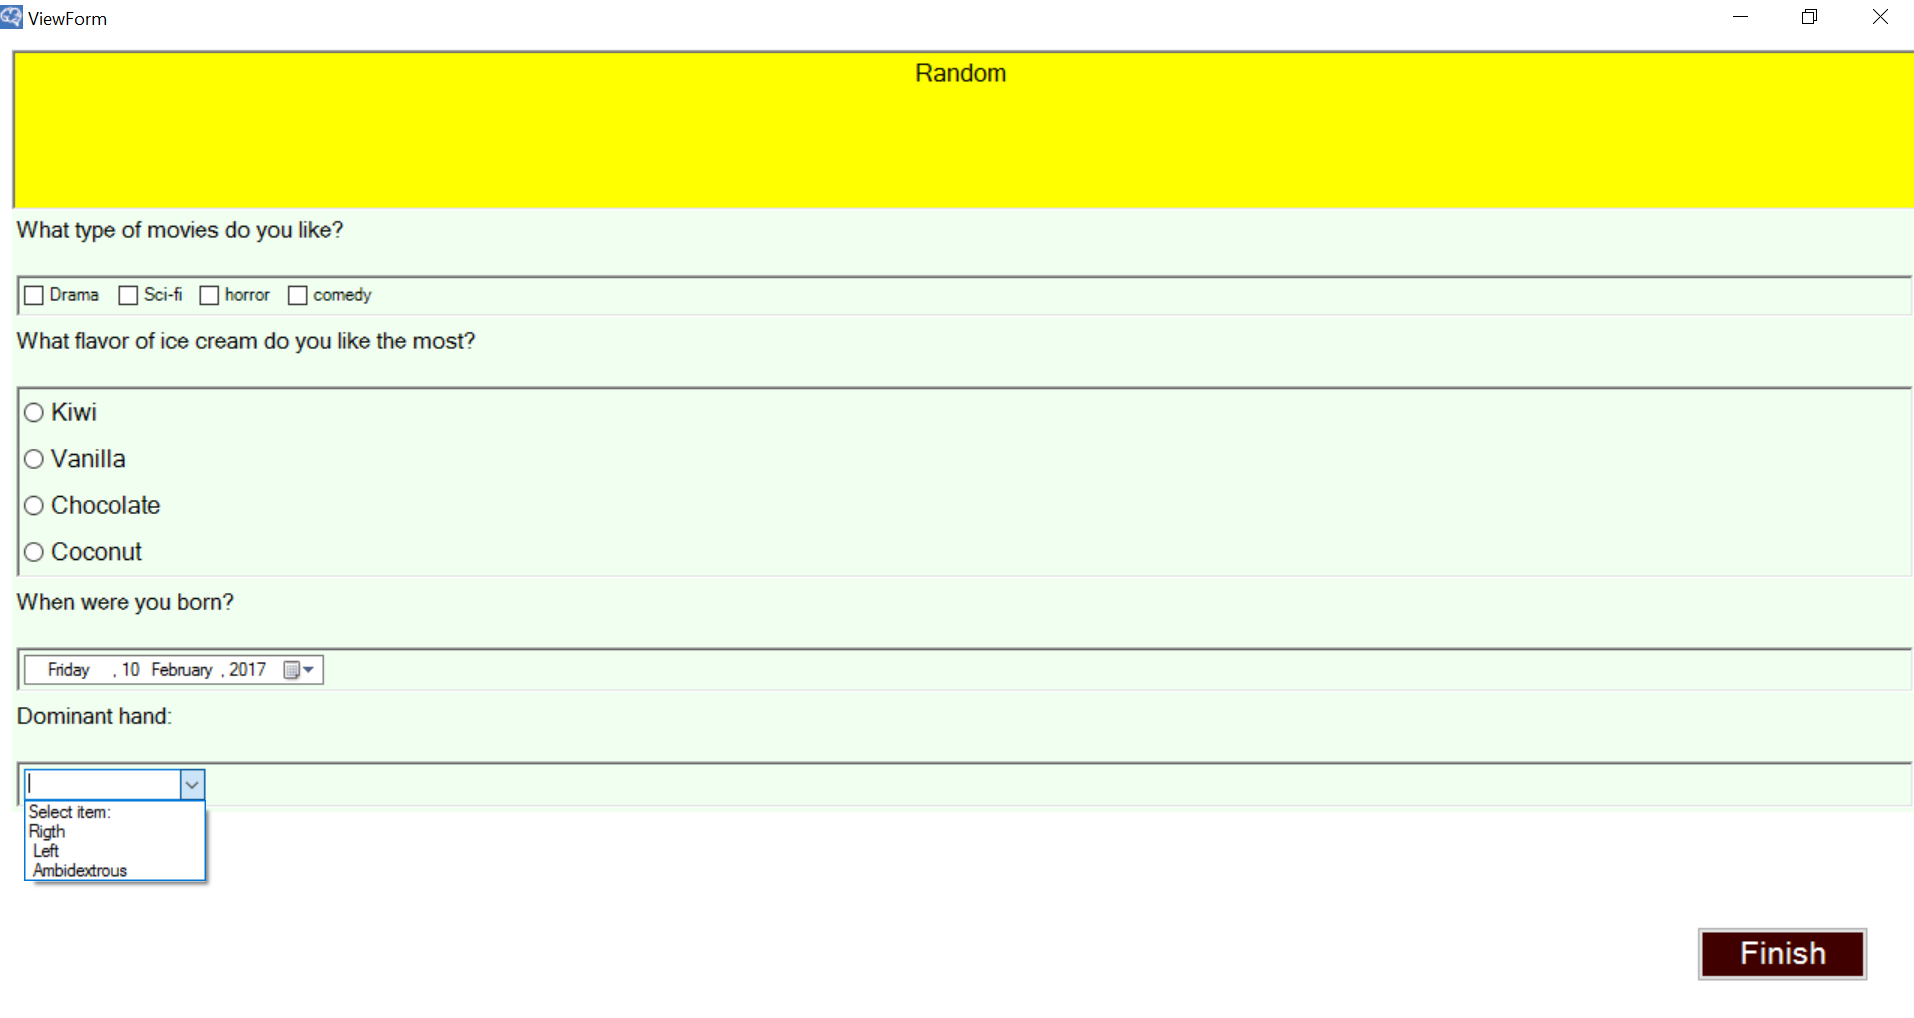 ViewForm
Random
What type of movies do you like?
Drama Sci-fi horror comedy
What flavor of ice cream do you like the most?
Kiwi
Vanilla
Chocolate
Coconut
When were you born?
Friday , 10 February , 2017
Dominant hand:
Select item:
Rigth
Left
Ambidextrous
Finish